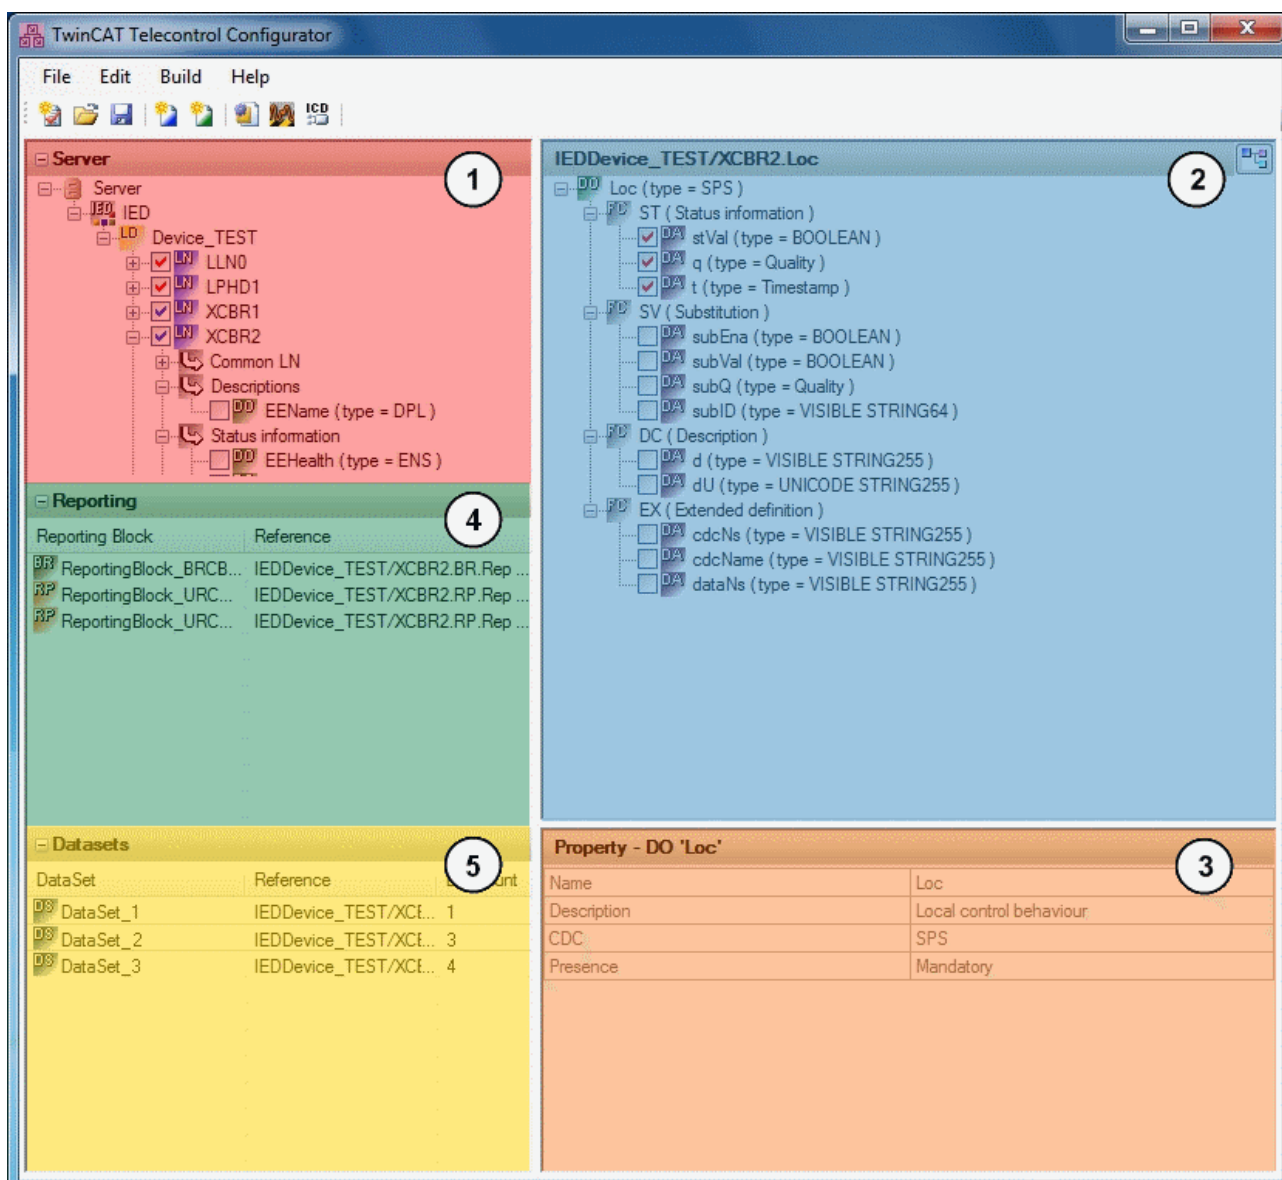 TwinCAT Telecontrol Configurator
File Edit Build Help
ICD
Server
1
Server
IED
IED
LD Device_TEST
LN LLN0
LN LPHD1
LN XCBR1
LN XCBR2
Common LN
Descriptions
DO EEName (type = DPL )
Status information
DO EEHealth (type = ENS )
Reporting
4
Reporting Block Reference
BR ReportingBlock_BRCB... IEDDevice_TEST/XCBR2.BR.Rep ...
RP ReportingBlock_URC... IEDDevice_TEST/XCBR2.RP.Rep ...
RP ReportingBlock_URC... IEDDevice_TEST/XCBR2.RP.Rep ...
Datasets
5
DataSet Reference unt
DS DataSet_1 IEDDevice_TEST/XCE... 1
DS DataSet_2 IEDDevice_TEST/XCE... 3
DS DataSet_3 IEDDevice_TEST/XCE... 4
IEDDevice_TEST/XCBR2.Loc
2
DO Loc (type = SPS )
FC ST ( Status information )
DA stVal (type = BOOLEAN )
DA q (type = Quality )
DA t (type = Timestamp )
FC SV ( Substitution )
DA subEna (type = BOOLEAN )
DA subVal (type = BOOLEAN )
DA subQ (type = Quality )
DA subID (type = VISIBLE STRING64 )
FC DC ( Description )
DA d (type = VISIBLE STRING255 )
DA dU (type = UNICODE STRING255 )
FC EX ( Extended definition )
DA cdcNs (type = VISIBLE STRING255 )
DA cdcName (type = VISIBLE STRING255 )
DA dataNs (type = VISIBLE STRING255 )
Property - DO 'Loc'
3
Name Loc
Description Local control behaviour
CDC SPS
Presence Mandatory